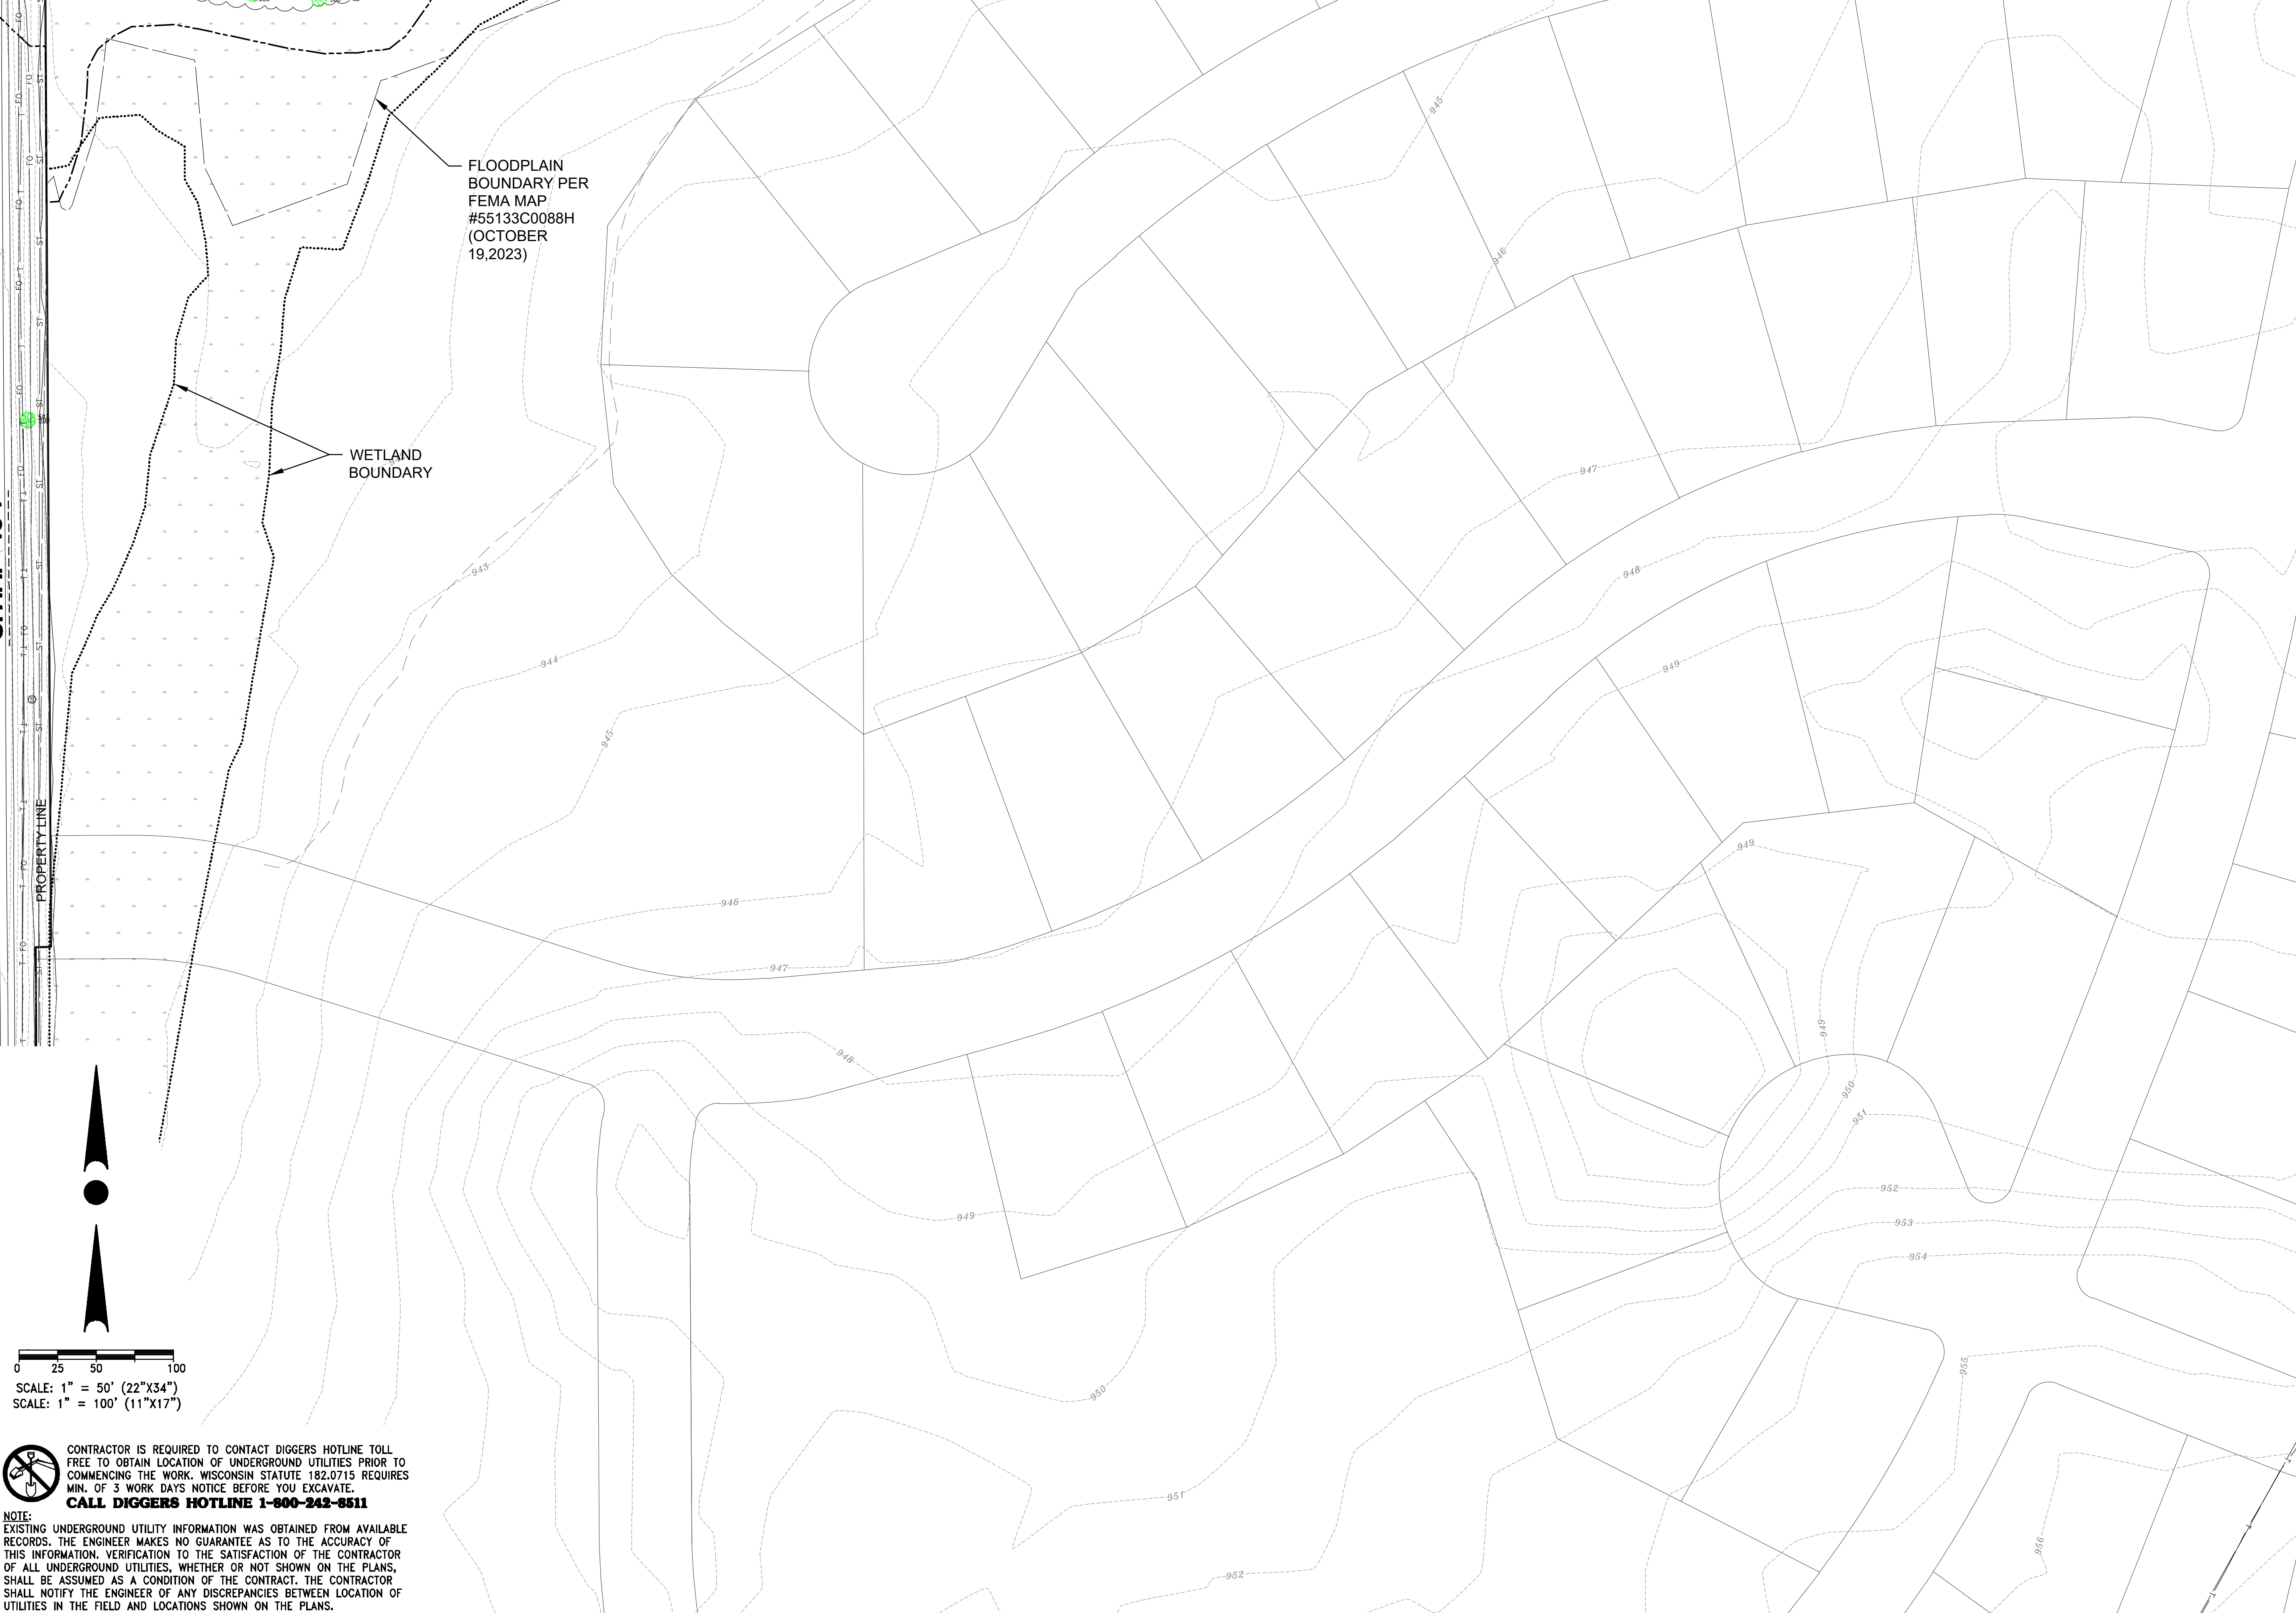 FLOODPLAIN
BOUNDARY PER
FEMA MAP
#55133C0088H
(OCTOBER
19,2023)
WETLAND
BOUNDARY
PROPERTY LINE
945
946
947
948
943
944
949
945
949
946
947
949
948
950
951
952
949
953
954
950
955
951
952
956
0 25 50 100
SCALE: 1" = 50' (22"X34")
SCALE: 1" = 100' (11"X17")
CONTRACTOR IS REQUIRED TO CONTACT DIGGERS HOTLINE TOLL
FREE TO OBTAIN LOCATION OF UNDERGROUND UTILITIES PRIOR TO
COMMENCING THE WORK. WISCONSIN STATUTE 182.0715 REQUIRES
MIN. OF 3 WORK DAYS NOTICE BEFORE YOU EXCAVATE.
CALL DIGGERS HOTLINE 1-800-242-8511
NOTE:
EXISTING UNDERGROUND UTILITY INFORMATION WAS OBTAINED FROM AVAILABLE
RECORDS. THE ENGINEER MAKES NO GUARANTEE AS TO THE ACCURACY OF
THIS INFORMATION. VERIFICATION TO THE SATISFACTION OF THE CONTRACTOR
OF ALL UNDERGROUND UTILITIES, WHETHER OR NOT SHOWN ON THE PLANS,
SHALL BE ASSUMED AS A CONDITION OF THE CONTRACT. THE CONTRACTOR
SHALL NOTIFY THE ENGINEER OF ANY DISCREPANCIES BETWEEN LOCATION OF
UTILITIES IN THE FIELD AND LOCATIONS SHOWN ON THE PLANS.